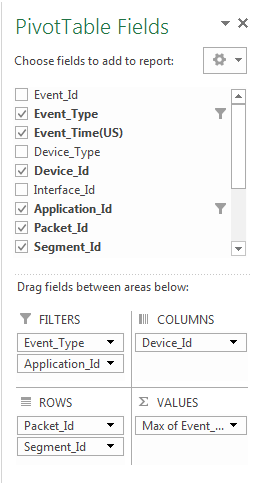 PivotTable Fields
Choose fields to add to report:
Event_Id
Event_Type
Event_Time(US)
Device_Type
Device_Id
Interface_Id
Application_Id
Packet_Id
Segment_Id
Drag fields between areas below:
FILTERS
Event_Type
Application_Id
COLUMNS
Device_Id
ROWS
Packet_Id
Segment_Id
Σ VALUES
Max of Event_...